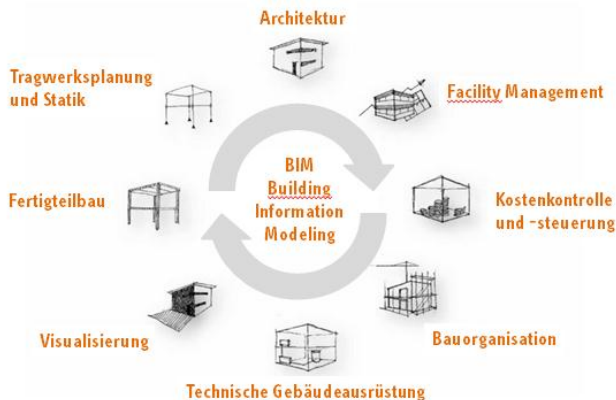 Architektur
Tragwerksplanung
und Statik
Facility Management
BIM
Building
Information
Modeling
Fertigteilbau
Kostenkontrolle
und -steuerung
Visualisierung
Bauorganisation
Technische Gebäudeausrüstung